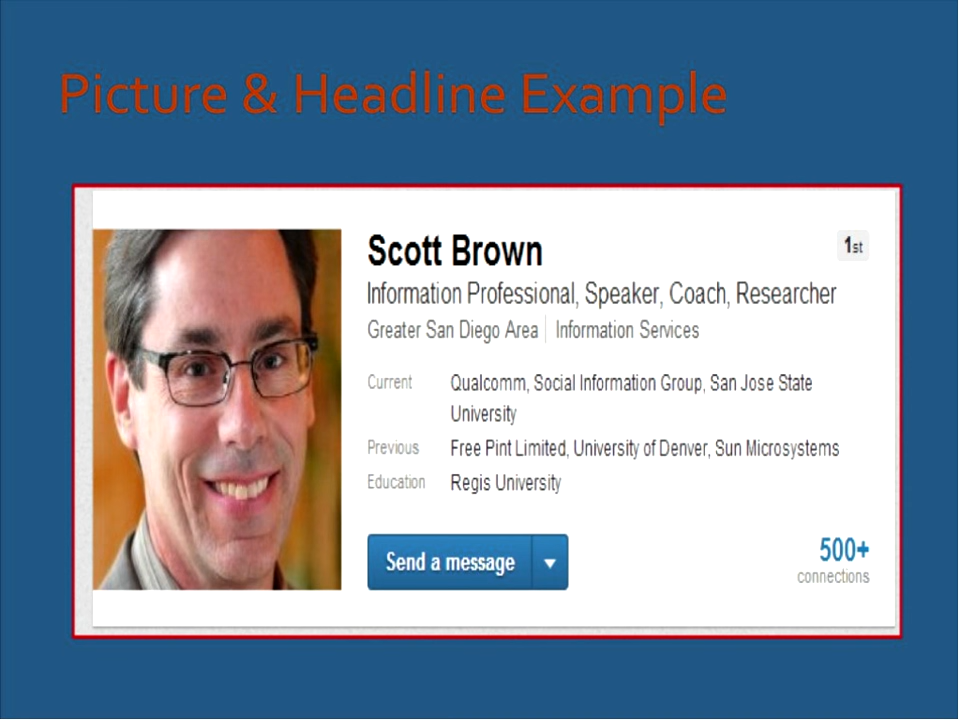 Picture & Headline Example
Scott Brown
1st
Information Professional, Speaker, Coach, Researcher
Greater San Diego Area | Information Services
Current Qualcomm, Social Information Group, San Jose State
University
Previous Free Pint Limited, University of Denver, Sun Microsystems
Education Regis University
Send a message
500+
connections